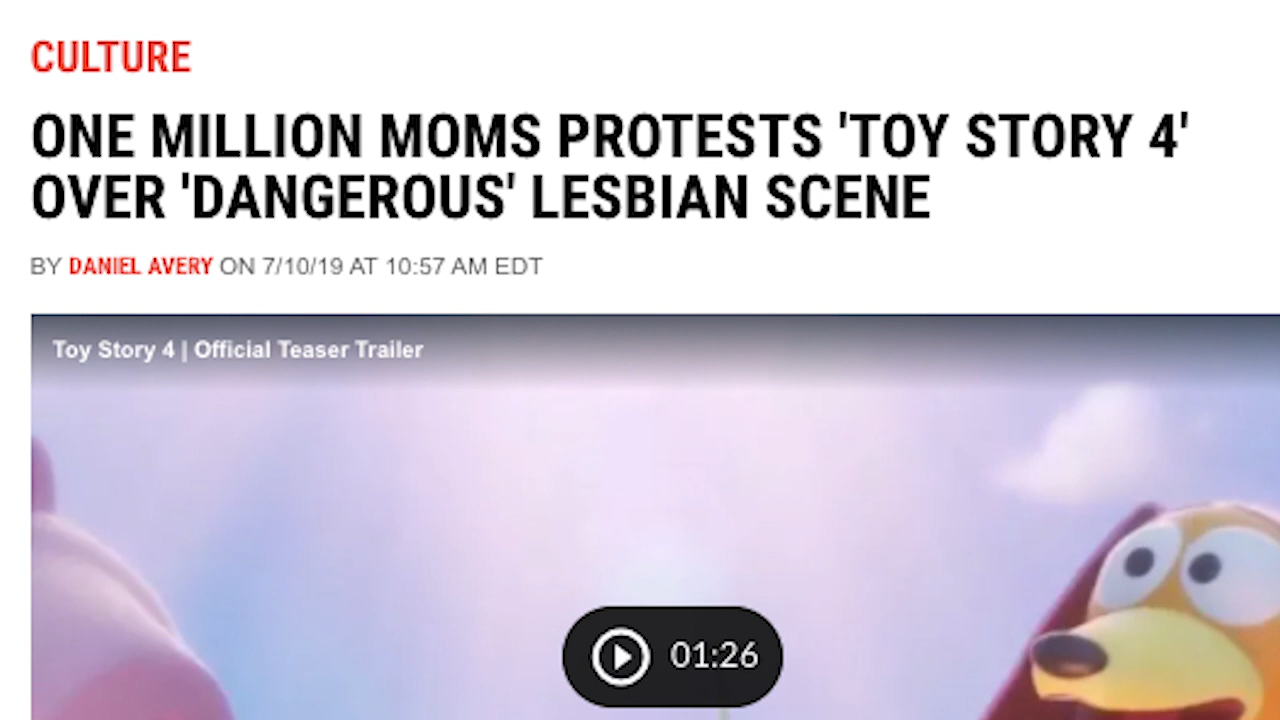 CULTURE
ONE MILLION MOMS PROTESTS 'TOY STORY 4'
OVER 'DANGEROUS' LESBIAN SCENE
BY DANIEL AVERY ON 7/10/19 AT 10:57 AM EDT
Toy Story 4 | Official Teaser Trailer
01:26